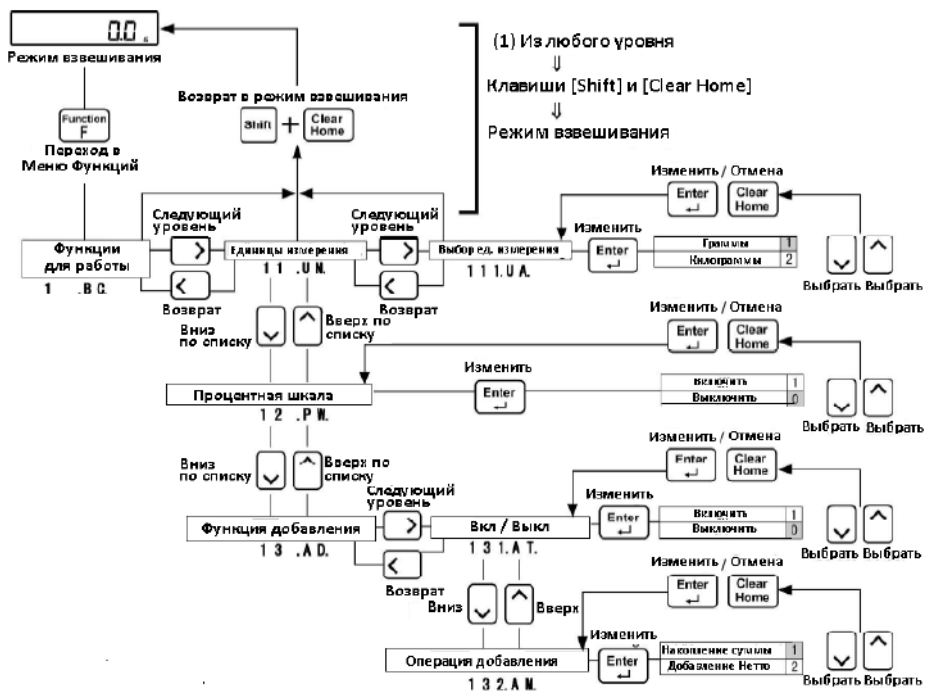 0.0 g
Режим взвешивания
(1) Из любого уровня
⇓
Клавиши [Shift] и [Clear Home]
⇓
Режим взвешивания
Возврат в режим взвешивания
Shift + Clear Home
Function F
Переход в
Меню Функций
Следующий
уровень
Следующий
уровень
Изменить / Отмена
Enter Clear Home
Функции
для работы
1 .B G.
Единицы измерения
1 1 .U N.
Выбор ед. измерения
1 1 1.U A.
Изменить
Enter
Граммы 1
Килограммы 2
Выбрать Выбрать
Возврат
Возврат
Вниз
по списку
Вверх по
списку
Изменить / Отмена
Enter Clear Home
Процентная шкала
1 2 .P W.
Изменить
Enter
Включить 1
Выключить 0
Выбрать Выбрать
Вниз
по списку
Вверх по
списку
Следующий
уровень
Изменить / Отмена
Enter Clear Home
Функция добавления
1 3 .A D.
Вкл / Выкл
1 3 1.A T.
Изменить
Enter
Включить 1
Выключить 0
Выбрать Выбрать
Возврат
Вниз
Вверх
Изменить / Отмена
Enter Clear Home
Операция добавления
1 3 2.A M.
Изменить
Enter
Накопление суммы 1
Добавление Нетто 2
Выбрать Выбрать